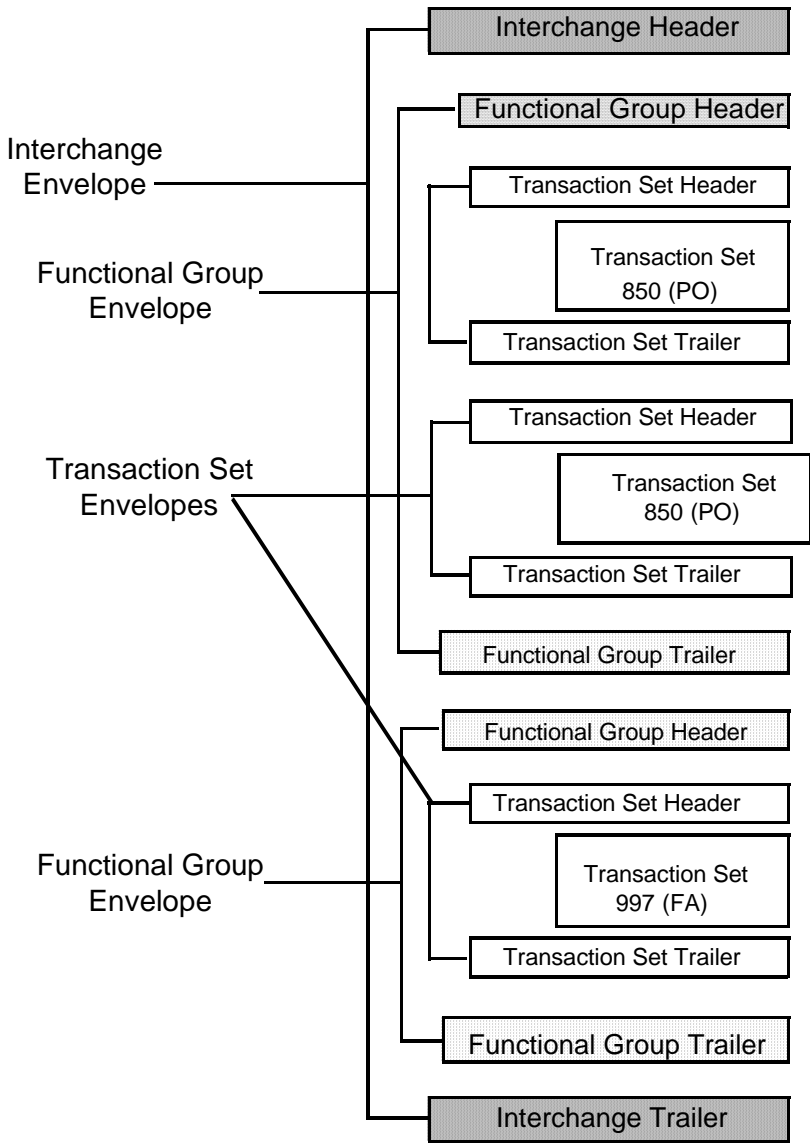 Interchange Header
Functional Group Header
Interchange
Envelope
Transaction Set Header
Transaction Set
850 (PO)
Functional Group
Envelope
Transaction Set Trailer
Transaction Set Header
Transaction Set
Envelopes
Transaction Set
850 (PO)
Transaction Set Trailer
Functional Group Trailer
Functional Group Header
Transaction Set Header
Functional Group
Envelope
Transaction Set
997 (FA)
Transaction Set Trailer
Functional Group Trailer
Interchange Trailer